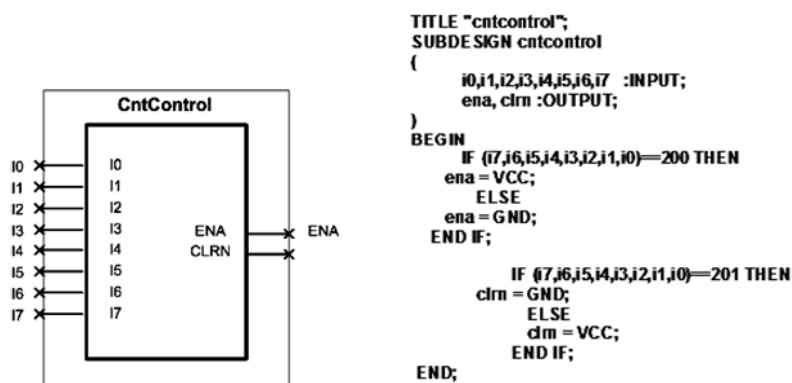 CntControl
I0 I0
I1 I1
I2 I2
I3 I3
I4 I4
I5 I5
I6 I6
I7 I7
ENA ENA
CLRN
TITLE "cntcontrol";
SUBDESIGN cntcontrol
(
i0,i1,i2,i3,i4,i5,i6,i7 :INPUT;
ena, clrn :OUTPUT;
)
BEGIN
IF (i7,i6,i5,i4,i3,i2,i1,i0)==200 THEN
ena = VCC;
ELSE
ena = GND;
END IF;
IF (i7,i6,i5,i4,i3,i2,i1,i0)==201 THEN
clrn = GND;
ELSE
clrn = VCC;
END IF;
END;